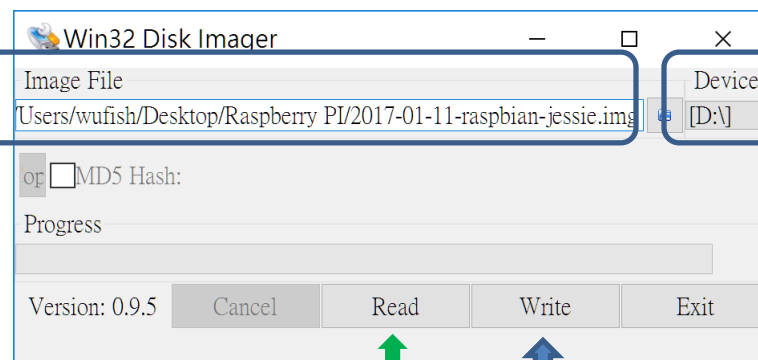 Win32 Disk Imager
Image File
Device
Users/wufish/Desktop/Raspberry PI/2017-01-11-raspbian-jessie.img
[D:\]
MD5 Hash:
Progress
Version: 0.9.5
Cancel
Read
Write
Exit